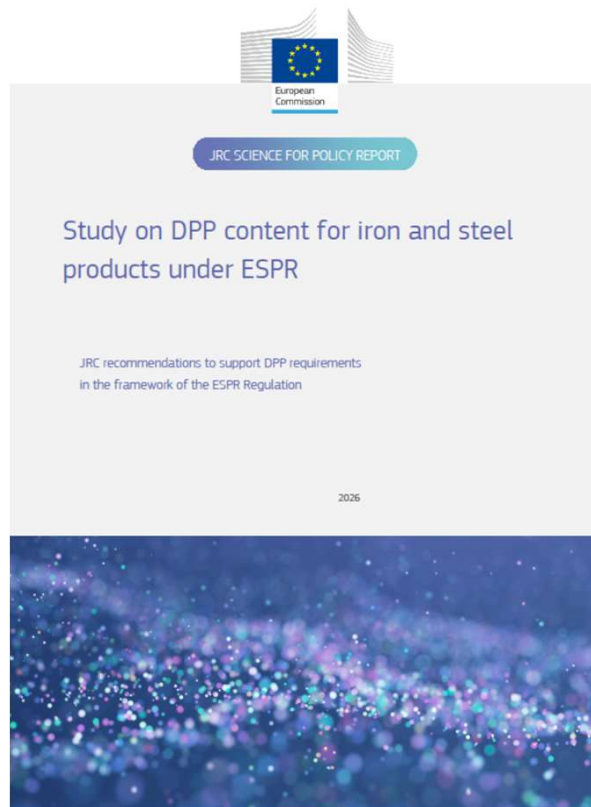 European
Commission
JRC SCIENCE FOR POLICY REPORT
Study on DPP content for iron and steel
products under ESPR
JRC recommendations to support DPP requirements
in the framework of the ESPR Regulation
2026